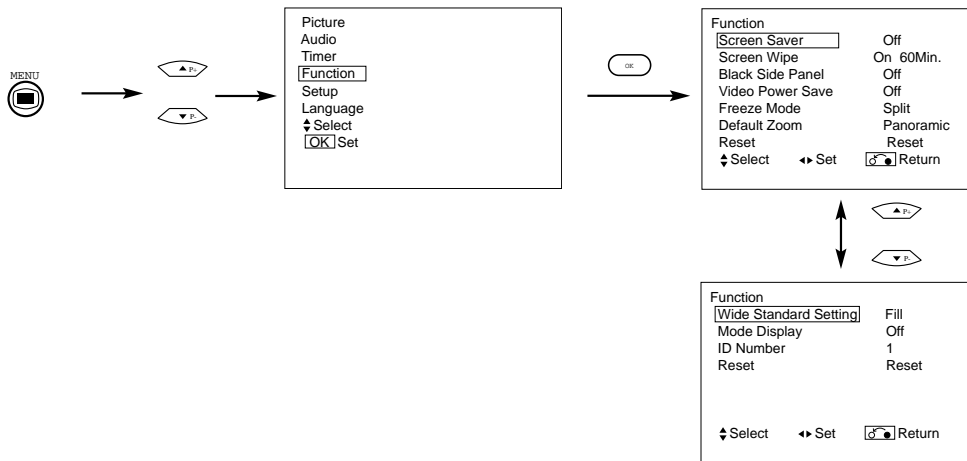 MENU
P+
P-
Picture
Audio
Timer
Function
Setup
Language
Select
OK Set
OK
Function
Screen Saver Off
Screen Wipe On 60Min.
Black Side Panel Off
Video Power Save Off
Freeze Mode Split
Default Zoom Panoramic
Reset Reset
Select Set Return
P+
P-
Function
Wide Standard Setting Fill
Mode Display Off
ID Number 1
Reset Reset
Select Set Return